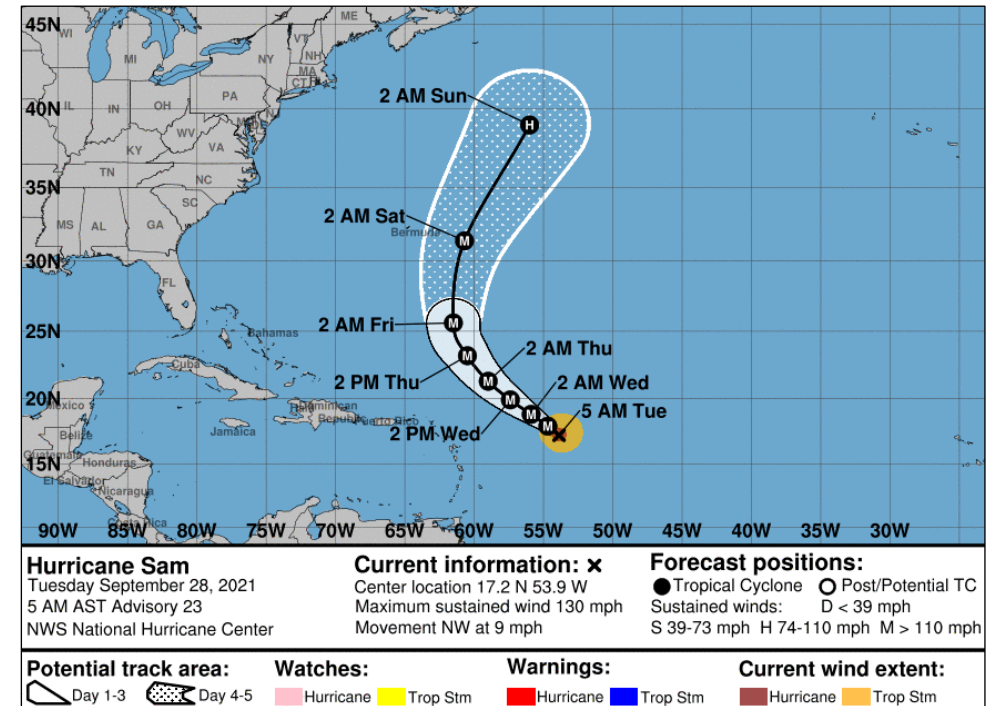 45N
40N
35N
30N
25N
20N
15N
90W 85W 80W 75W 70W 65W 60W 55W 50W 45W 40W 35W 30W
WI
MI
NY
VT
ME
NH
MA
CT
IL
IN
OH
PA
WV
KY
VA
TN
NC
SC
MS
AL
GA
FL
Bermuda
Bahamas
Cuba
Mexico
Belize
Guatemala
Honduras
El Salvador
Nicaragua
Costa Rica
Jamaica
Haiti
Dominican
Republic
Puerto Rico
2 AM Sun
H
2 AM Sat
M
2 AM Fri
M
2 PM Thu
M
2 AM Thu
M
2 PM Wed
M
2 AM Wed
M
M
5 AM Tue
Hurricane Sam
Tuesday September 28, 2021
5 AM AST Advisory 23
NWS National Hurricane Center
Current information: ×
Center location 17.2 N 53.9 W
Maximum sustained wind 130 mph
Movement NW at 9 mph
Forecast positions:
Tropical Cyclone Post/Potential TC
Sustained winds: D < 39 mph
S 39-73 mph H 74-110 mph M > 110 mph
Potential track area:
Day 1-3 Day 4-5
Watches:
Hurricane Trop Stm
Warnings:
Hurricane Trop Stm
Current wind extent:
Hurricane Trop Stm